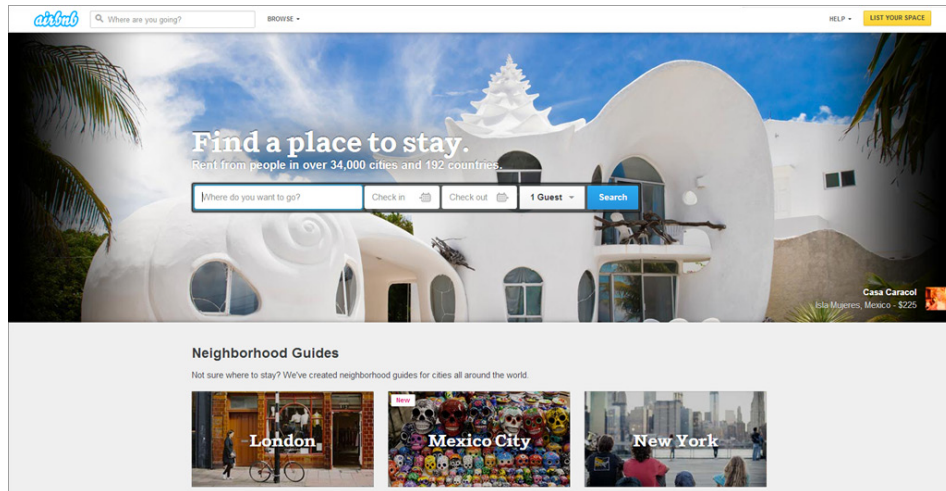 airbnb
Where are you going?
BROWSE
HELP
LIST YOUR SPACE
Find a place to stay.
Rent from people in over 34,000 cities and 192 countries.
Where do you want to go?
Check in
Check out
1 Guest
Search
Casa Caracol
Isla Mujeres, Mexico - $225
Neighborhood Guides
Not sure where to stay? We've created neighborhood guides for cities all around the world.
London
New
Mexico City
New York